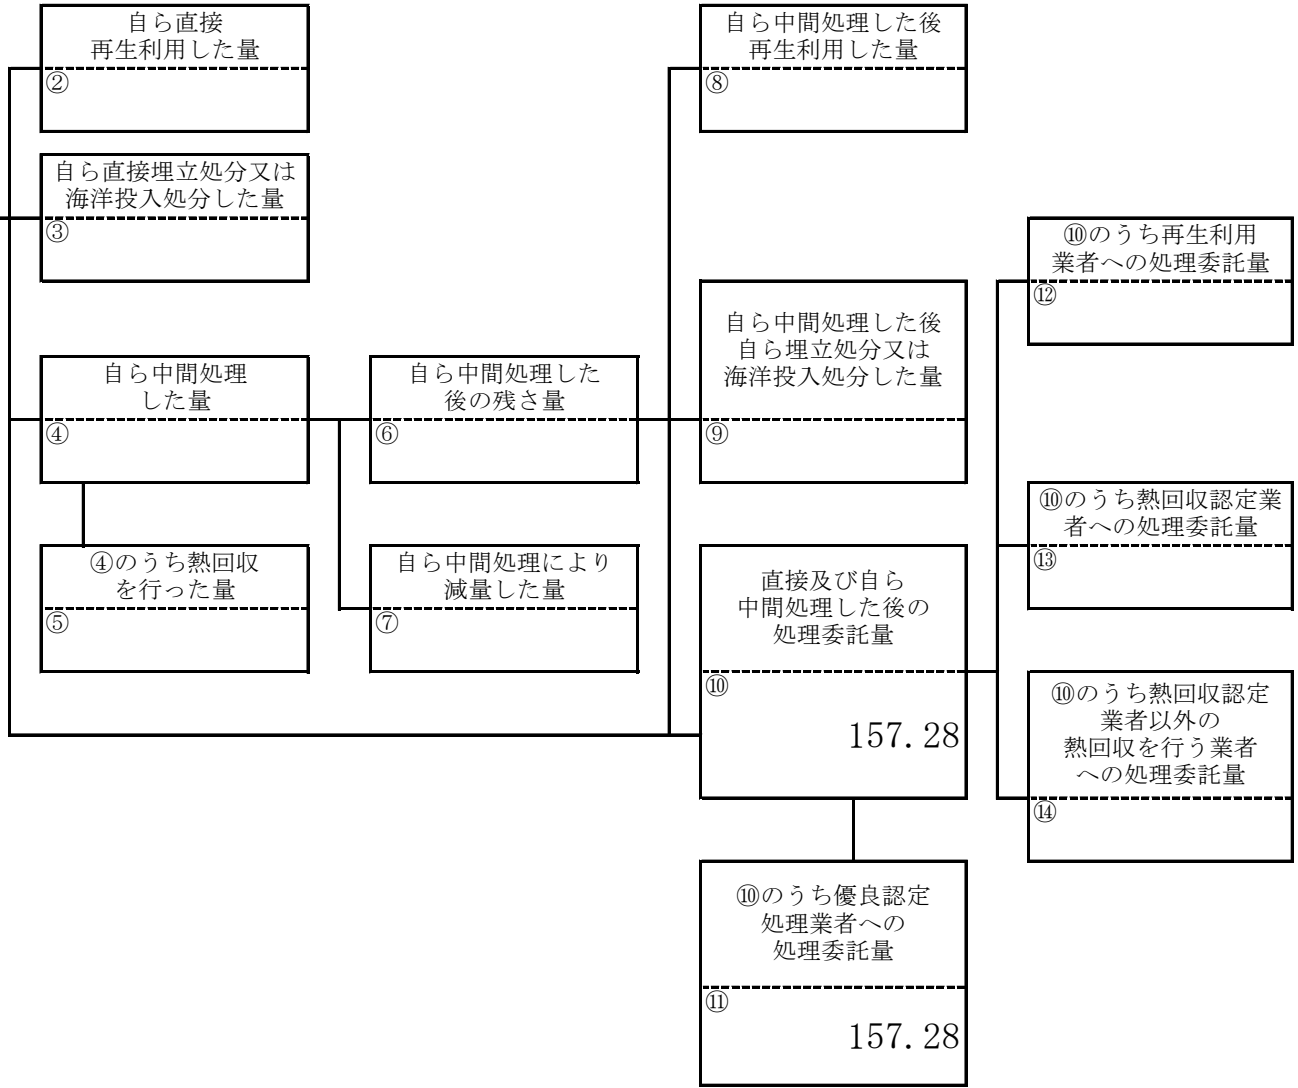 自ら直接
再生利用した量
②
自ら直接埋立処分又は
海洋投入処分した量
③
自ら中間処理
した量
④
④のうち熱回収
を行った量
⑤
自ら中間処理した
後の残さ量
⑥
自ら中間処理により
減量した量
⑦
自ら中間処理した後
再生利用した量
⑧
自ら中間処理した後
自ら埋立処分又は
海洋投入処分した量
⑨
直接及び自ら
中間処理した後の
処理委託量
⑩
157.28
⑩のうち優良認定
処理業者への
処理委託量
⑪
157.28
⑩のうち再生利用
業者への処理委託量
⑫
⑩のうち熱回収認定業
者への処理委託量
⑬
⑩のうち熱回収認定
業者以外の
熱回収を行う業者
への処理委託量
⑭